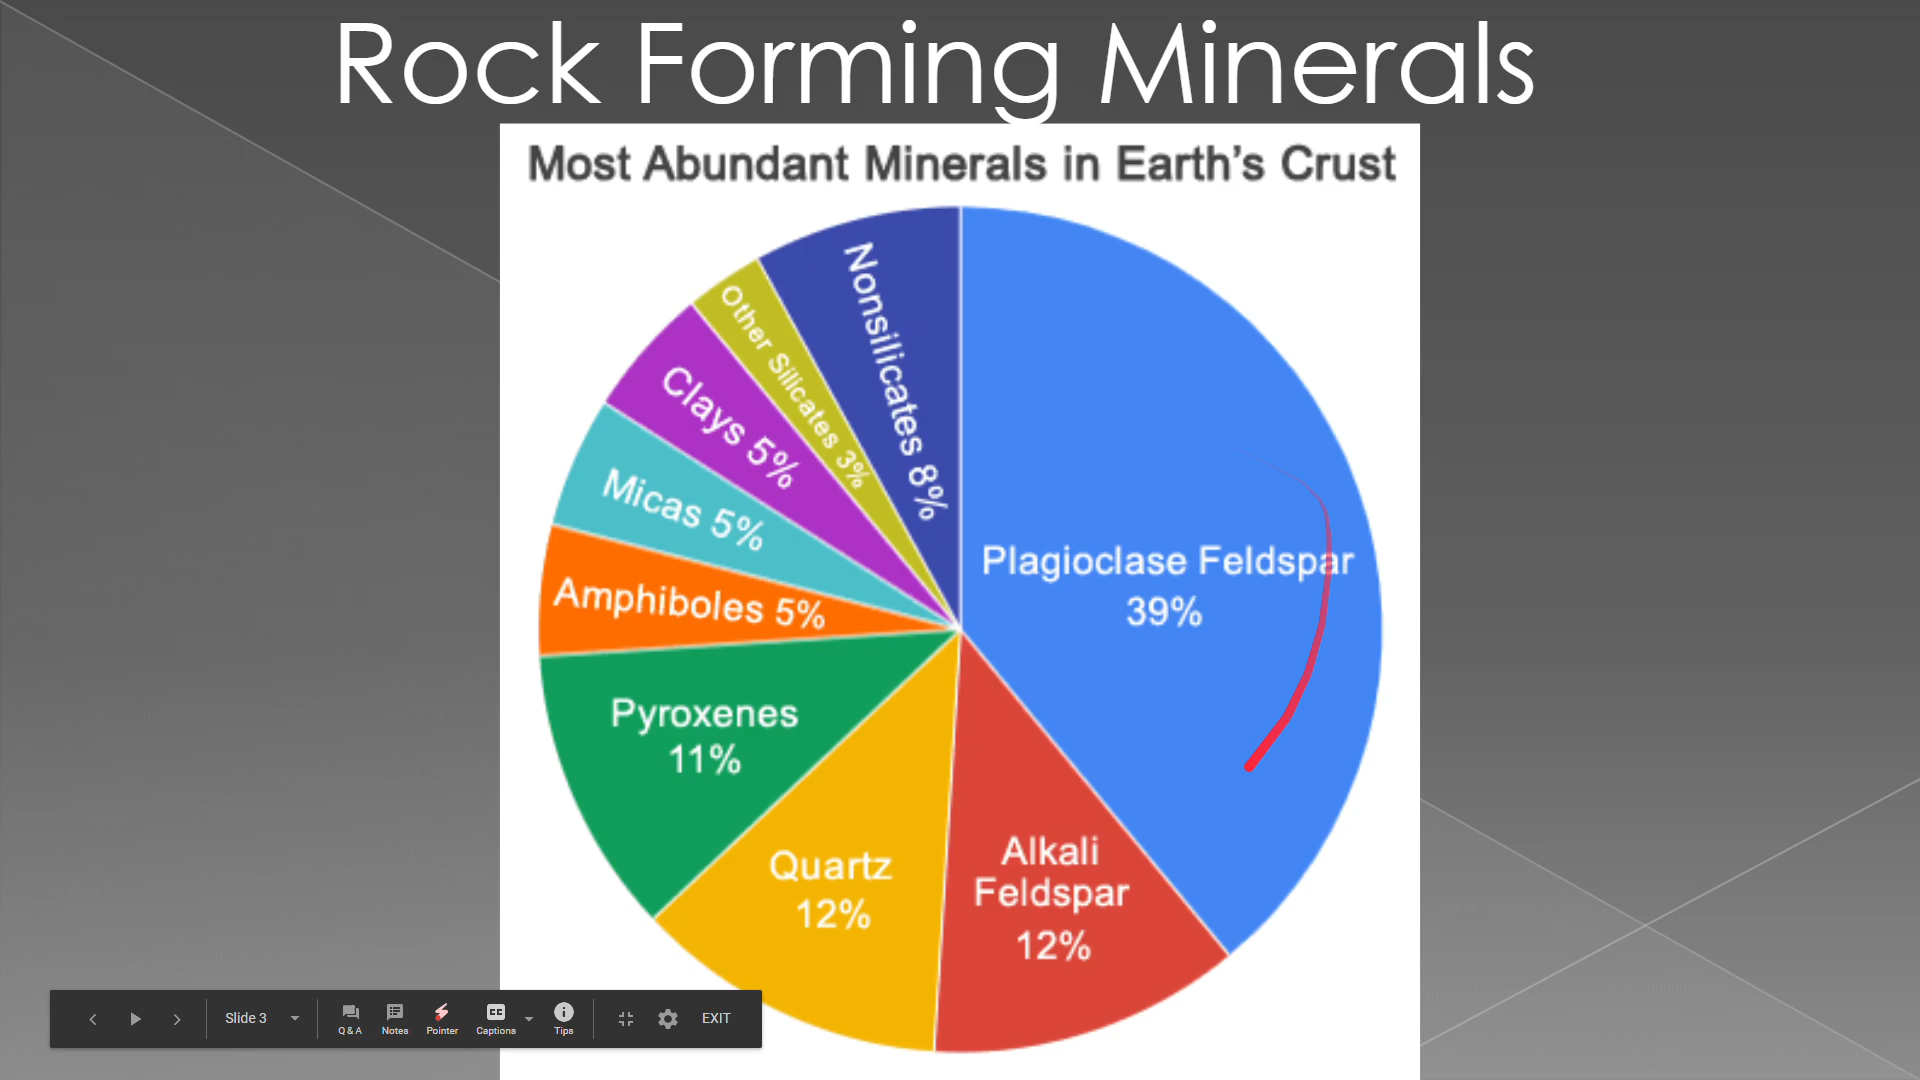 Rock Forming Minerals
Most Abundant Minerals in Earth's Crust
Nonsilicates 8%
Other Silicates 3%
Clays 5%
Micas 5%
Amphiboles 5%
Plagioclase Feldspar
39%
Pyroxenes
11%
Quartz
12%
Alkali
Feldspar
12%
Slide 3
Q & A
Notes
Pointer
CC
Captions
Tips
EXIT